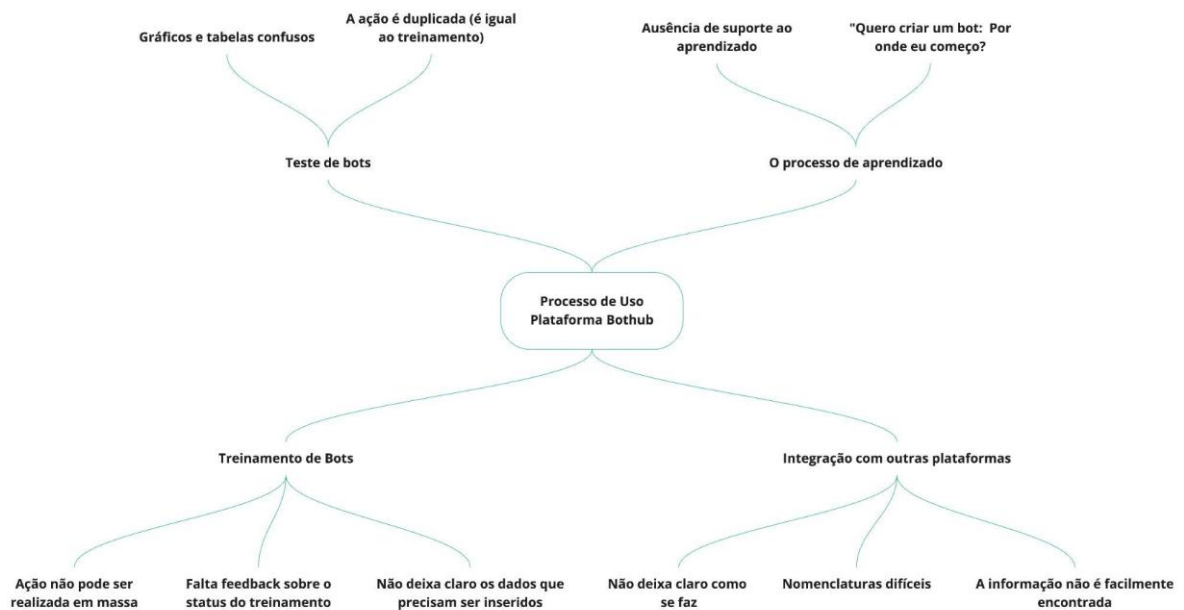 Gráficos e tabelas confusos
A ação é duplicada (é igual
ao treinamento)
Ausência de suporte ao
aprendizado
"Quero criar um bot: Por
onde eu começo?
Teste de bots
O processo de aprendizado
Processo de Uso
Plataforma Bothub
Treinamento de Bots
Integração com outras plataformas
Ação não pode ser
realizada em massa
Falta feedback sobre o
status do treinamento
Não deixa claro os dados que
precisam ser inseridos
Não deixa claro como
se faz
Nomenclaturas difíceis
A informação não é facilmente
encontrada